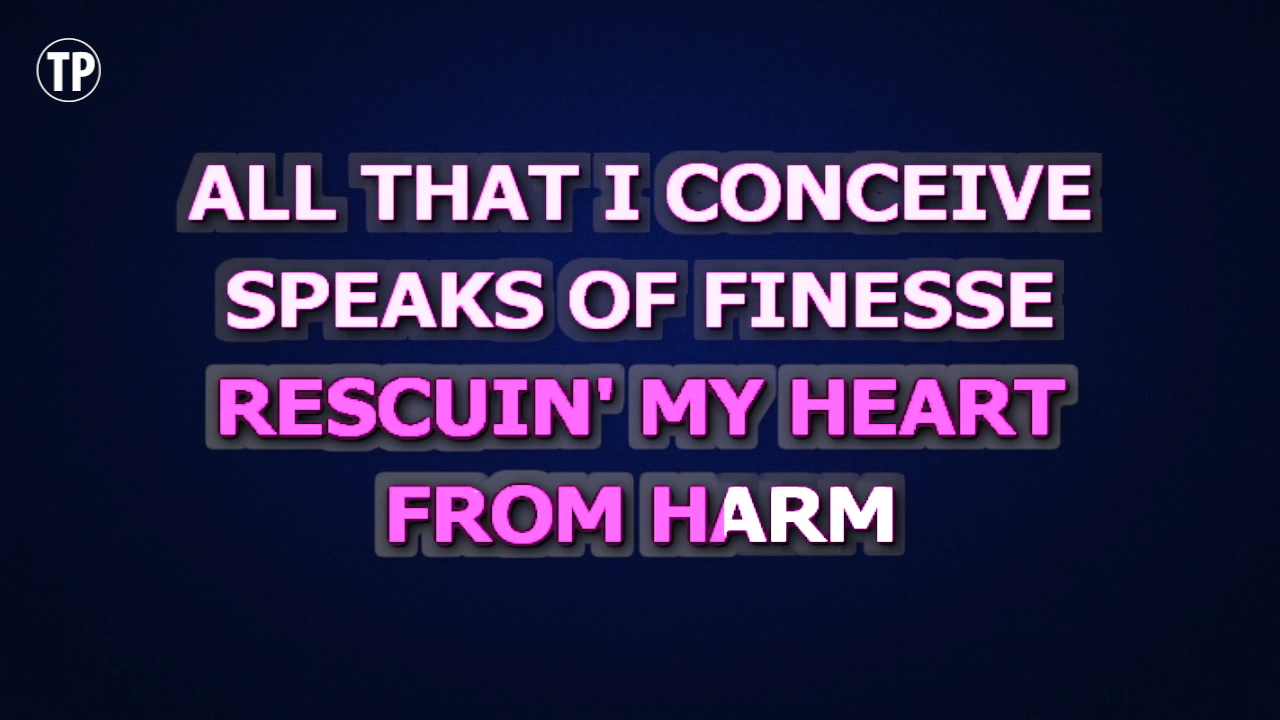 TP
ALL THAT I CONCEIVE
SPEAKS OF FINESSE
RESCUIN' MY HEART
FROM HARM